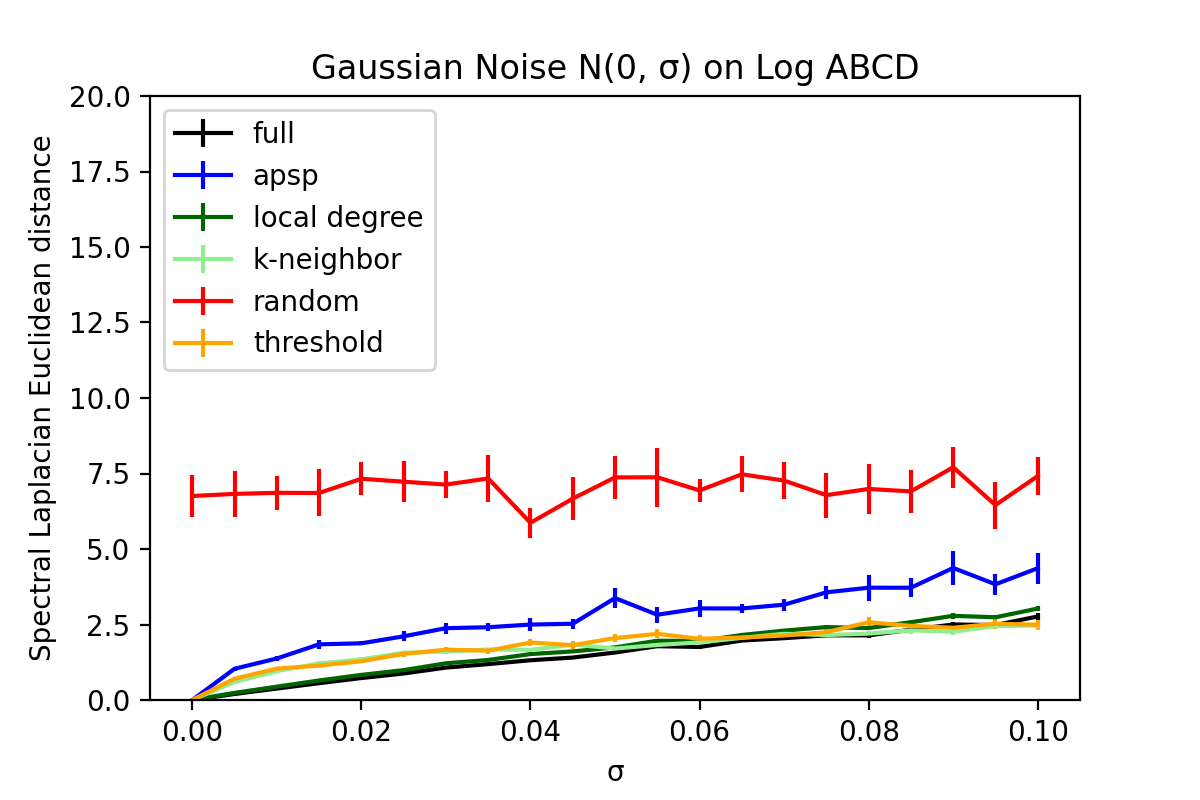 Gaussian Noise N(0, σ) on Log ABCD
Spectral Laplacian Euclidean distance
20.0
17.5
15.0
12.5
10.0
7.5
5.0
2.5
0.0
full
apsp
local degree
k-neighbor
random
threshold
0.00 0.02 0.04 0.06 0.08 0.10
σ